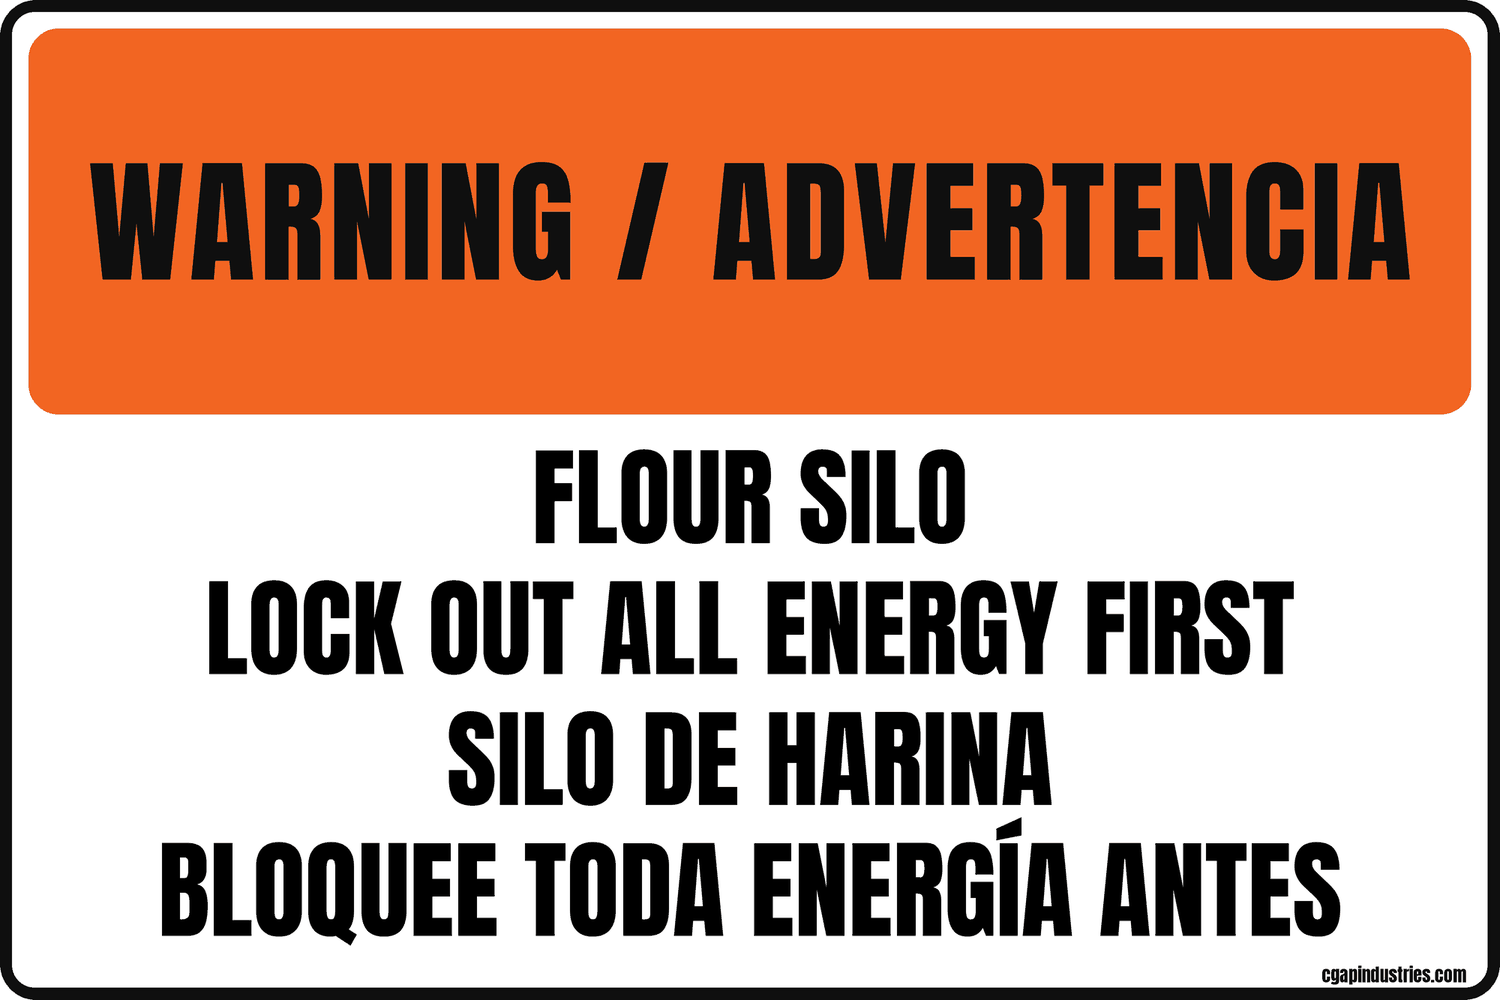 WARNING / ADVERTENCIA
FLOUR SILO
LOCK OUT ALL ENERGY FIRST
SILO DE HARINA
BLOQUEE TODA ENERGÍA ANTES
cgapindustries.com